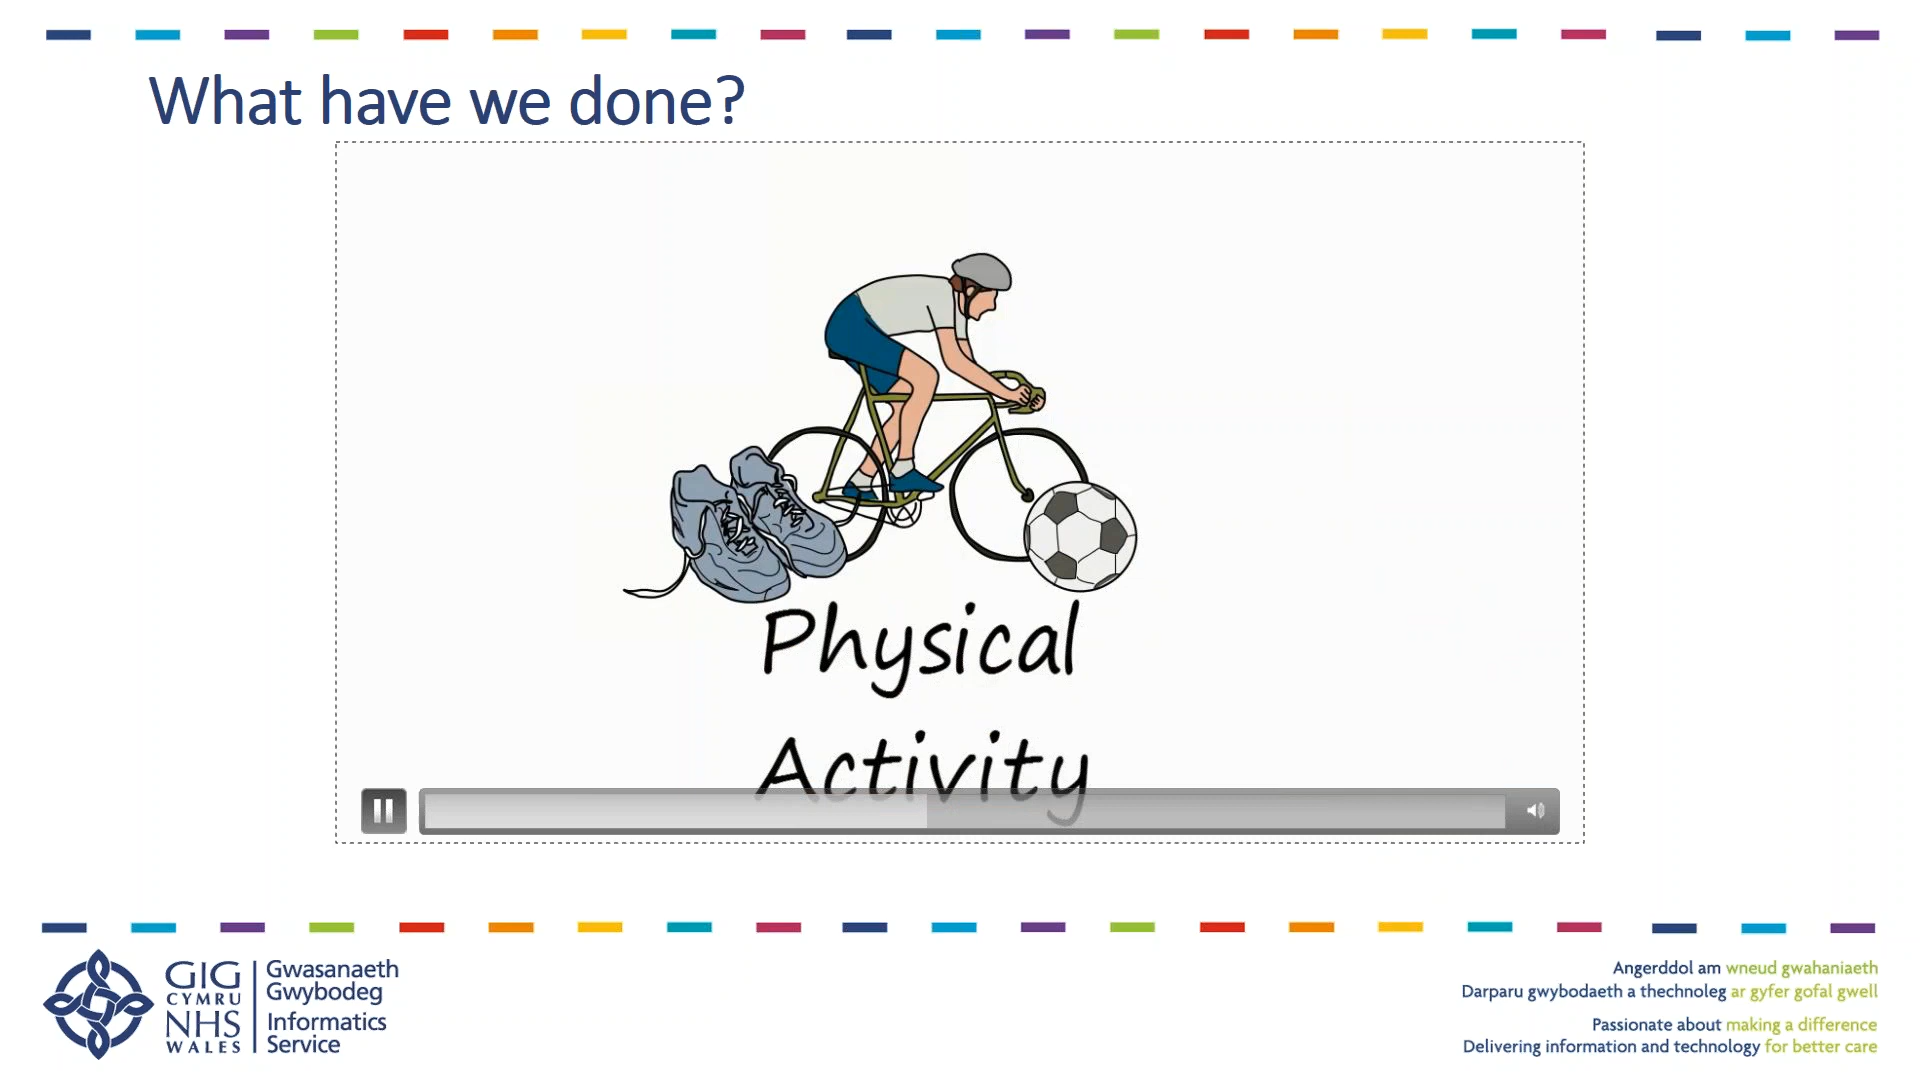 What have we done?
Physical
Activity
GIG
CYMRU
NHS
WALES
Gwasanaeth
Gwybodeg
Informatics
Service
Angerddol am wneud gwahaniaeth
Darparu gwybodaeth a thechnoleg ar gyfer gofal gwell
Passionate about making a difference
Delivering information and technology for better care